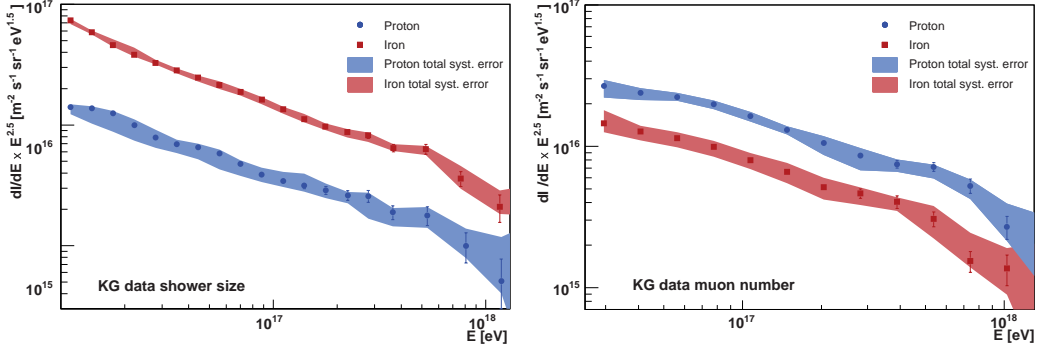 dI/dE x E^2.5 [m^-2 s^-1 sr^-1 eV^1.5]
10^17
10^16
10^15
Proton
Iron
Proton total syst. error
Iron total syst. error
KG data shower size
10^17
10^18
E [eV]
dI /dE x E^2.5 [m^-2 s^-1 sr^-1 eV^1.5]
10^17
10^16
10^15
Proton
Iron
Proton total syst. error
Iron total syst. error
KG data muon number
10^17
10^18
E [eV]